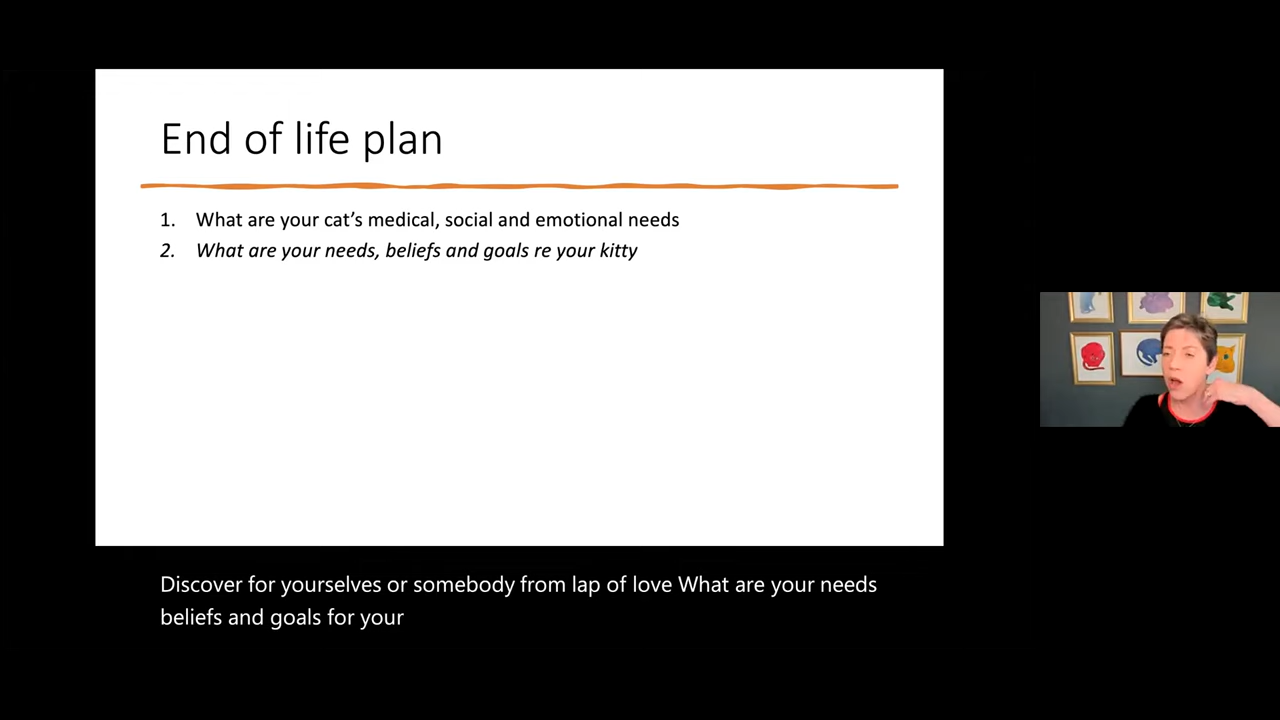 End of life plan
1. What are your cat’s medical, social and emotional needs
2. What are your needs, beliefs and goals re your kitty
Discover for yourselves or somebody from lap of love What are your needs
beliefs and goals for your